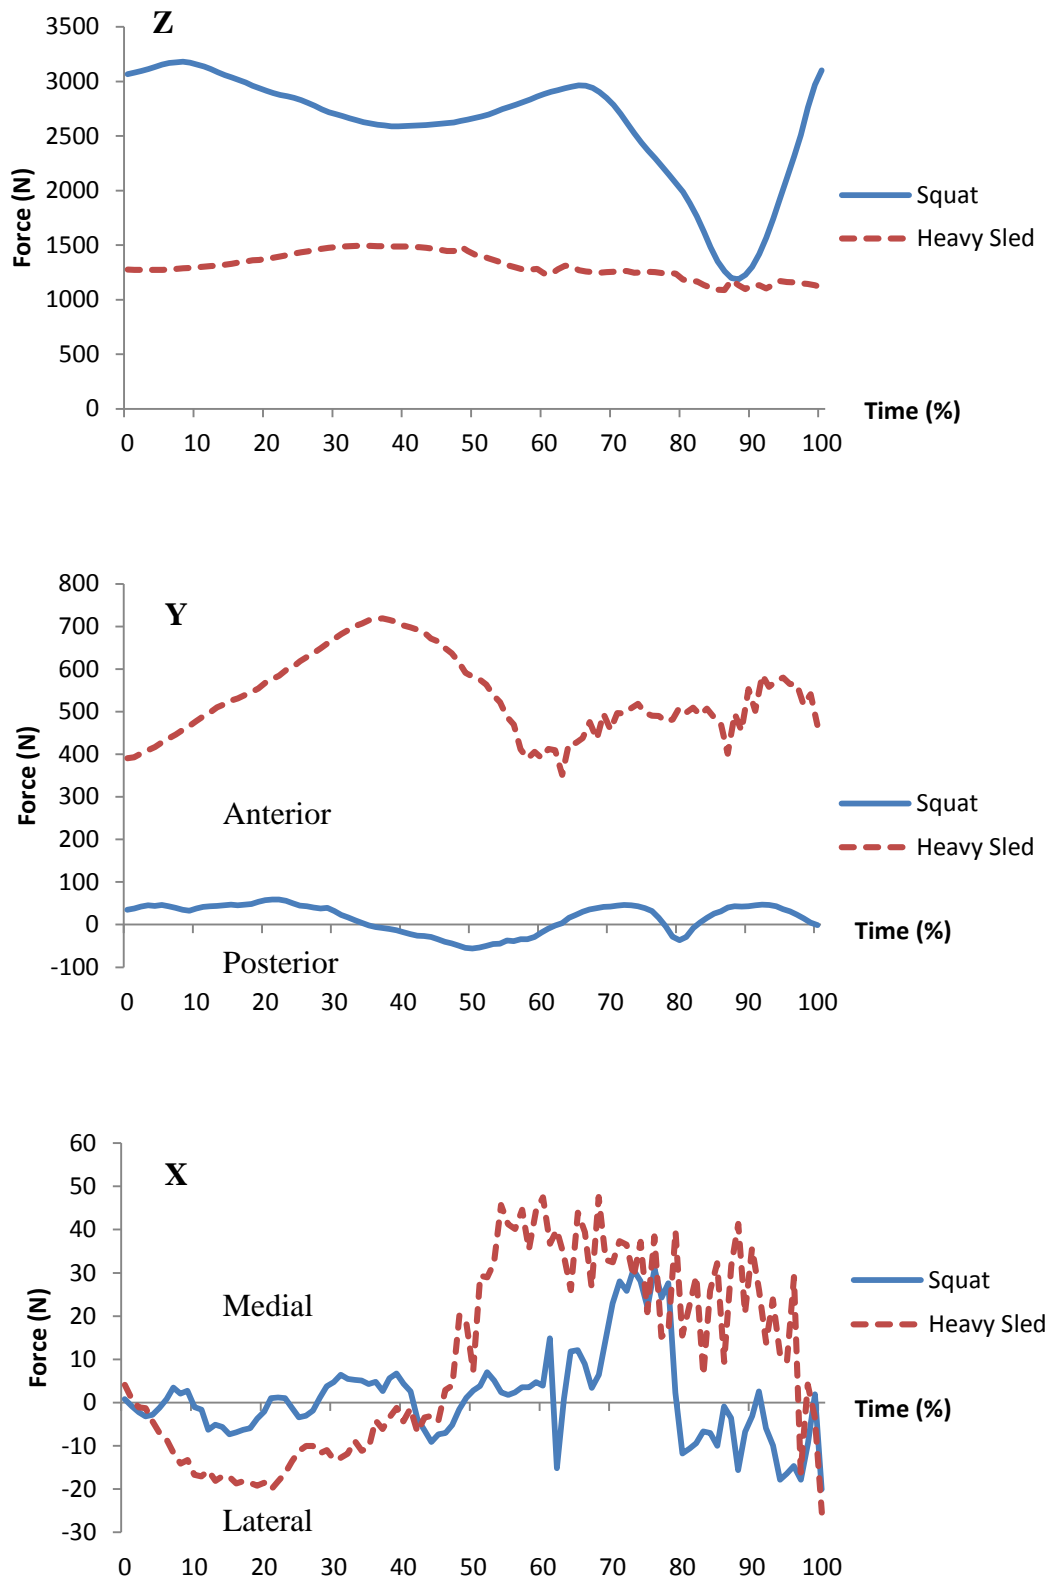 Z
3500
3000
2500
2000
1500
1000
500
0
Force (N)
0 10 20 30 40 50 60 70 80 90 100
Time (%)
Squat
Heavy Sled
Y
800
700
600
500
400
300
200
100
0
-100
Force (N)
Anterior
Posterior
0 10 20 30 40 50 60 70 80 90 100
Time (%)
Squat
Heavy Sled
X
60
50
40
30
20
10
0
-10
-20
-30
Force (N)
Medial
Lateral
0 10 20 30 40 50 60 70 80 90 100
Time (%)
Squat
Heavy Sled